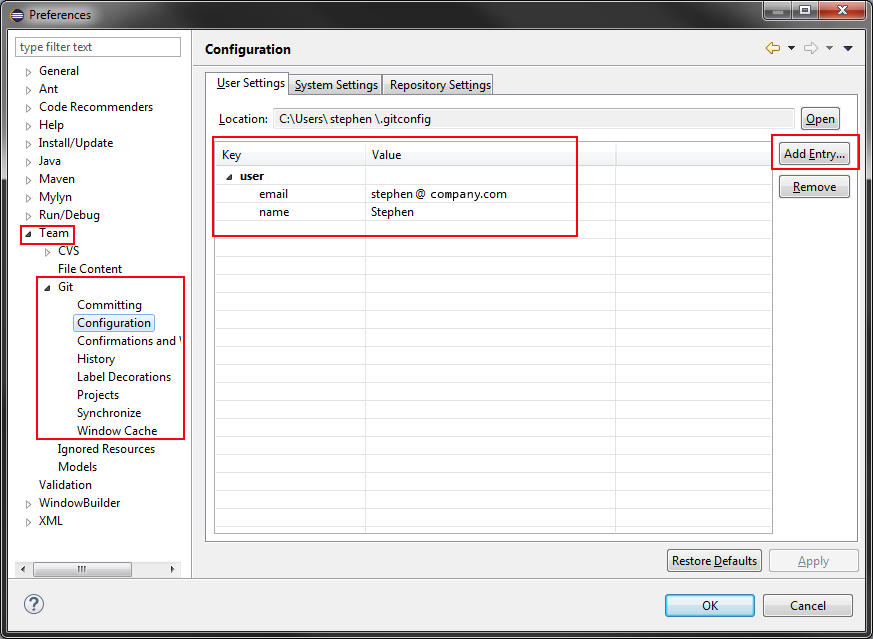 Preferences
type filter text
General
Ant
Code Recommenders
Help
Install/Update
Java
Maven
Mylyn
Run/Debug
Team
CVS
File Content
Git
Committing
Configuration
Confirmations and
History
Label Decorations
Projects
Synchronize
Window Cache
Ignored Resources
Models
Validation
WindowBuilder
XML
Configuration
User Settings System Settings Repository Settings
Location: C:\Users\ stephen \.gitconfig Open
Key Value Add Entry...
user Remove
email stephen @ company.com
name Stephen
Restore Defaults Apply
? OK Cancel